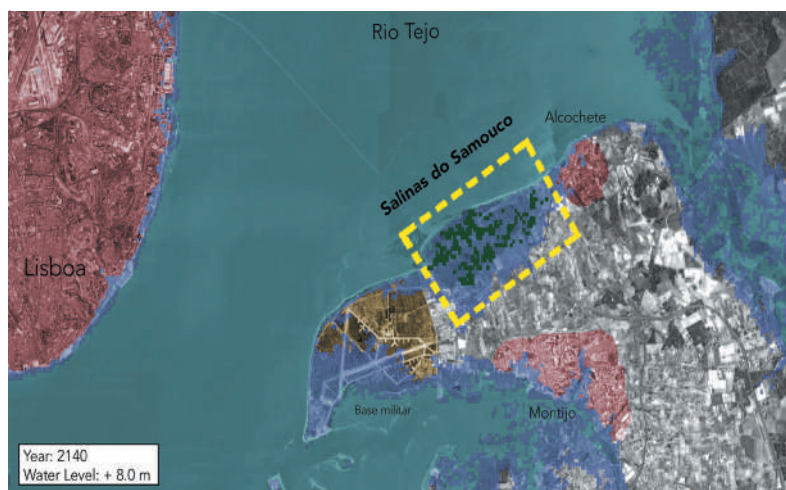 Rio Tejo
Alcochete
Salinas do Samouco
Lisboa
Base militar
Montijo
Year: 2140
Water Level: + 8.0 m